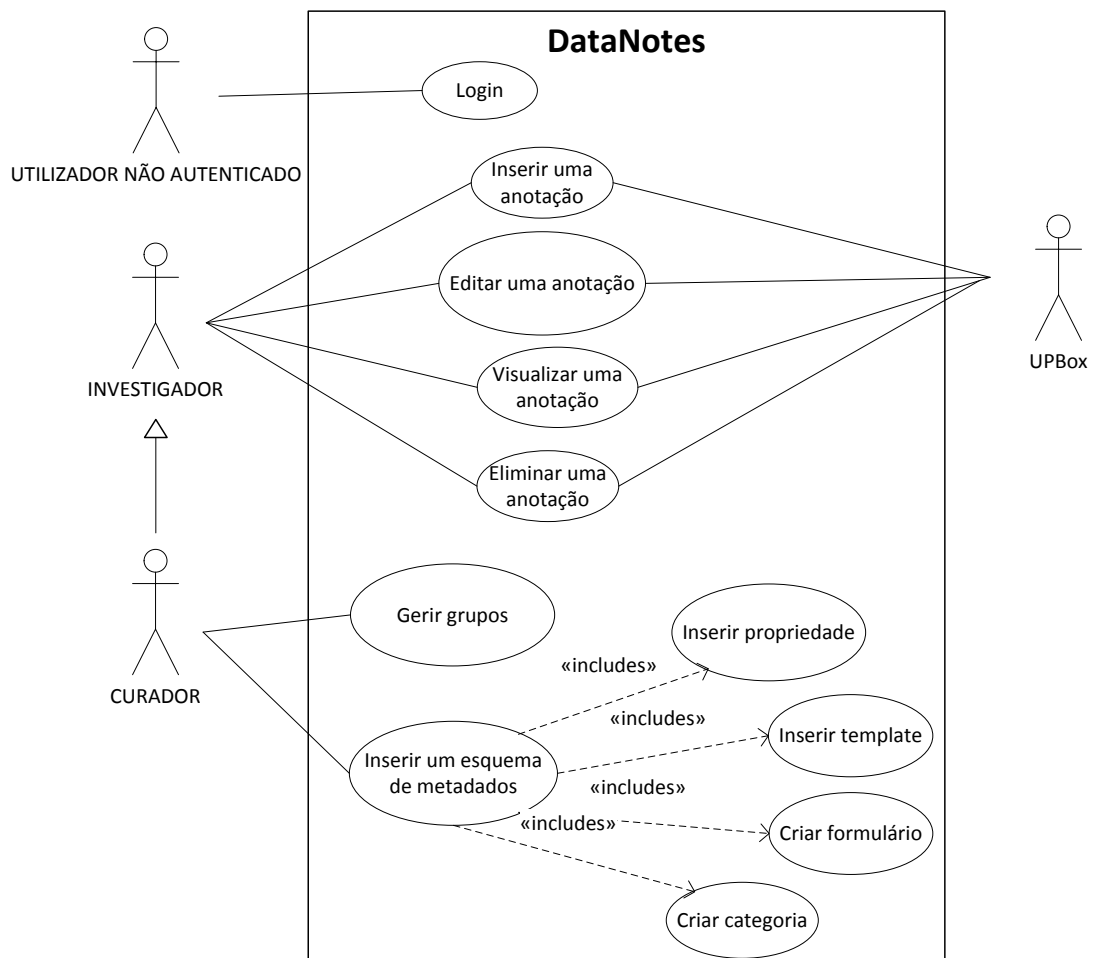 DataNotes
Login
UTILIZADOR NÃO AUTENTICADO
Inserir uma
anotação
Editar uma anotação
Visualizar uma
anotação
Eliminar uma
anotação
INVESTIGADOR
UPBox
Gerir grupos
CURADOR
Inserir propriedade
«includes»
«includes»
Inserir template
Inserir um esquema
de metadados
«includes»
«includes»
Criar formulário
Criar categoria